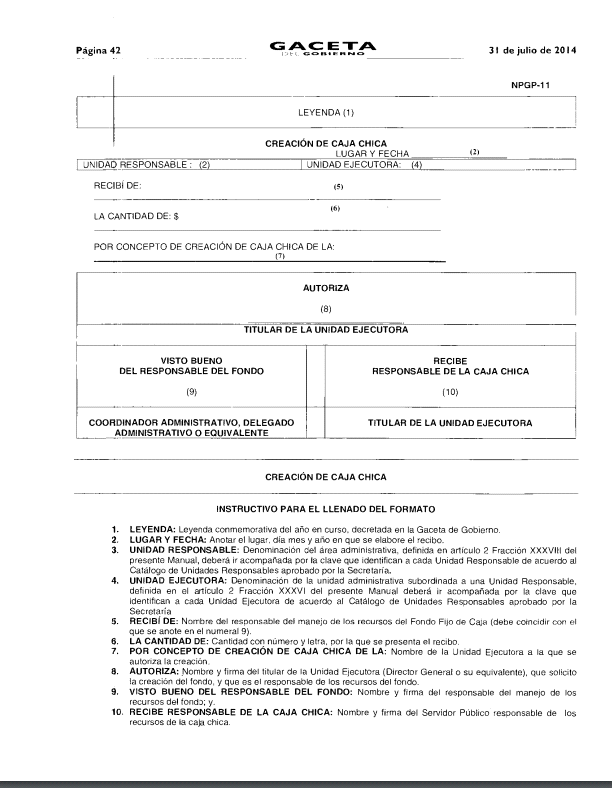 Página 42
GACETA
DEL GOBIERNO
31 de julio de 2014
NPGP-11
LEYENDA (1)
CREACIÓN DE CAJA CHICA
LUGAR Y FECHA (2)
UNIDAD RESPONSABLE : (2)
UNIDAD EJECUTORA: (4)
RECIBÍ DE: (5)
(6)
LA CANTIDAD DE: $
POR CONCEPTO DE CREACIÓN DE CAJA CHICA DE LA:
(7)
AUTORIZA
(8)
TITULAR DE LA UNIDAD EJECUTORA
VISTO BUENO
DEL RESPONSABLE DEL FONDO
(9)
COORDINADOR ADMINISTRATIVO, DELEGADO
ADMINISTRATIVO O EQUIVALENTE
RECIBE
RESPONSABLE DE LA CAJA CHICA
(10)
TITULAR DE LA UNIDAD EJECUTORA
CREACIÓN DE CAJA CHICA
INSTRUCTIVO PARA EL LLENADO DEL FORMATO
1. LEYENDA: Leyenda conmemorativa del año en curso, decretada en la Gaceta de Gobierno.
2. LUGAR Y FECHA: Anotar el lugar, día mes y año en que se elabore el recibo.
3. UNIDAD RESPONSABLE: Denominación del área administrativa, definida en artículo 2 Fracción XXXVIII del
presente Manual, deberá ir acompañada por la clave que identifican a cada Unidad Responsable de acuerdo al
Catálogo de Unidades Responsables aprobado por la Secretaría.
4. UNIDAD EJECUTORA: Denominación de la unidad administrativa subordinada a una Unidad Responsable,
definida en el artículo 2 Fracción XXXVI del presente Manual deberá ir acompañada por la clave que
identifican a cada Unidad Ejecutora de acuerdo al Catálogo de Unidades Responsables aprobado por la
Secretaría
5. RECIBÍ DE: Nombre del responsable del manejo de los recursos del Fondo Fijo de Caja (debe coincidir con el
que se anote en el numeral 9).
6. LA CANTIDAD DE: Cantidad con número y letra, por la que se presenta el recibo.
7. POR CONCEPTO DE CREACIÓN DE CAJA CHICA DE LA: Nombre de la Unidad Ejecutora a la que se
autoriza la creación.
8. AUTORIZA: Nombre y firma del titular de la Unidad Ejecutora (Director General o su equivalente), que solicito
la creación del fondo, y que es el responsable de los recursos del fondo.
9. VISTO BUENO DEL RESPONSABLE DEL FONDO: Nombre y firma del responsable del manejo de los
recursos del fondo; y.
10. RECIBE RESPONSABLE DE LA CAJA CHICA: Nombre y firma del Servidor Público responsable de los
recursos de la caja chica.